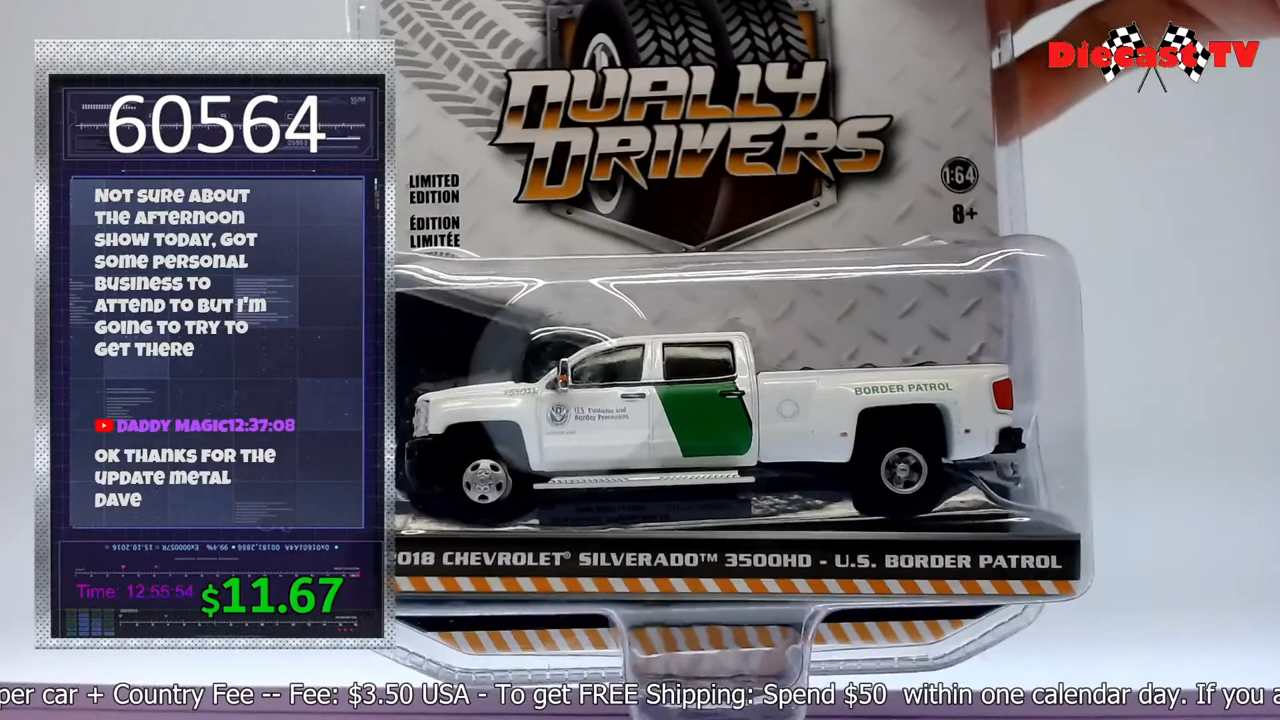 60564
NOT SURE ABOUT
THE AFTERNOON
SHOW TODAY, GOT
SOME PERSONAL
BUSINESS TO
ATTEND TO BUT I'M
GOING TO TRY TO
GET THERE
DADDY MAGIC12:37:08
OK THANKS FOR THE
UPDATE METAL
DAVE
Time: 12:55:54
$11.67
Diecast TV
DUALLY
DRIVERS
LIMITED
EDITION
ÉDITION
LIMITÉE
1:64
8+
U.S. Customs and
Border Protection
BORDER PATROL
018 CHEVROLET® SILVERADO™ 3500HD - U.S. BORDER PATROL
per car + Country Fee -- Fee: $3.50 USA - To get FREE Shipping: Spend $50 within one calendar day. If you a